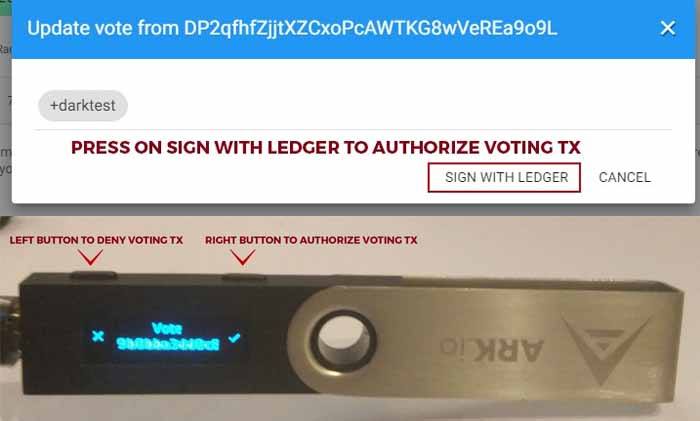 Update vote from DP2qfhfZjjtXZCxoPcAWTKG8wVeREa9o9L
+darktest
PRESS ON SIGN WITH LEDGER TO AUTHORIZE VOTING TX
SIGN WITH LEDGER CANCEL
LEFT BUTTON TO DENY VOTING TX RIGHT BUTTON TO AUTHORIZE VOTING TX
Vote
ARK.io